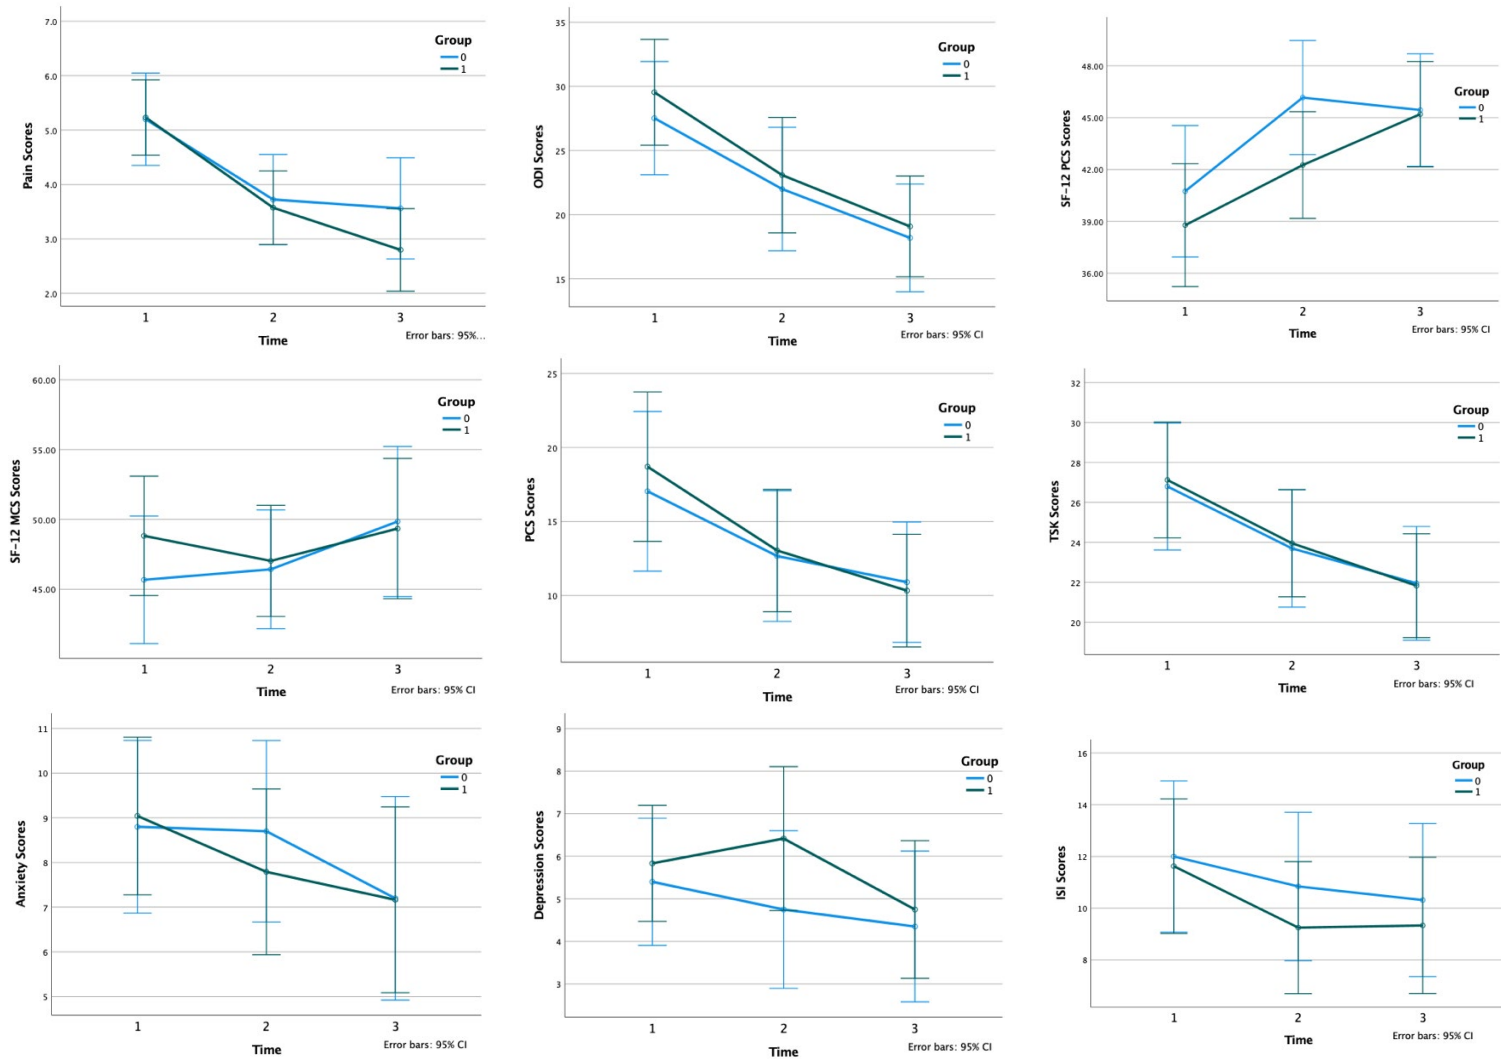 7.0
6.0
5.0
4.0
3.0
2.0
Pain Scores
Group
0
1
1 2 3
Time
Error bars: 95%...
35
30
25
20
15
ODI Scores
Group
0
1
1 2 3
Time
Error bars: 95% CI
48.00
45.00
42.00
39.00
36.00
SF-12 PCS Scores
Group
0
1
1 2 3
Time
Error bars: 95% CI
60.00
55.00
50.00
45.00
SF-12 MCS Scores
Group
0
1
1 2 3
Time
Error bars: 95% CI
25
20
15
10
PCS Scores
Group
0
1
1 2 3
Time
Error bars: 95% CI
32
30
28
26
24
22
20
TSK Scores
Group
0
1
1 2 3
Time
Error bars: 95% CI
11
10
9
8
7
6
5
Anxiety Scores
Group
0
1
1 2 3
Time
Error bars: 95% CI
9
8
7
6
5
4
3
Depression Scores
Group
0
1
1 2 3
Time
Error bars: 95% CI
16
14
12
10
8
ISI Scores
Group
0
1
1 2 3
Time
Error bars: 95% CI